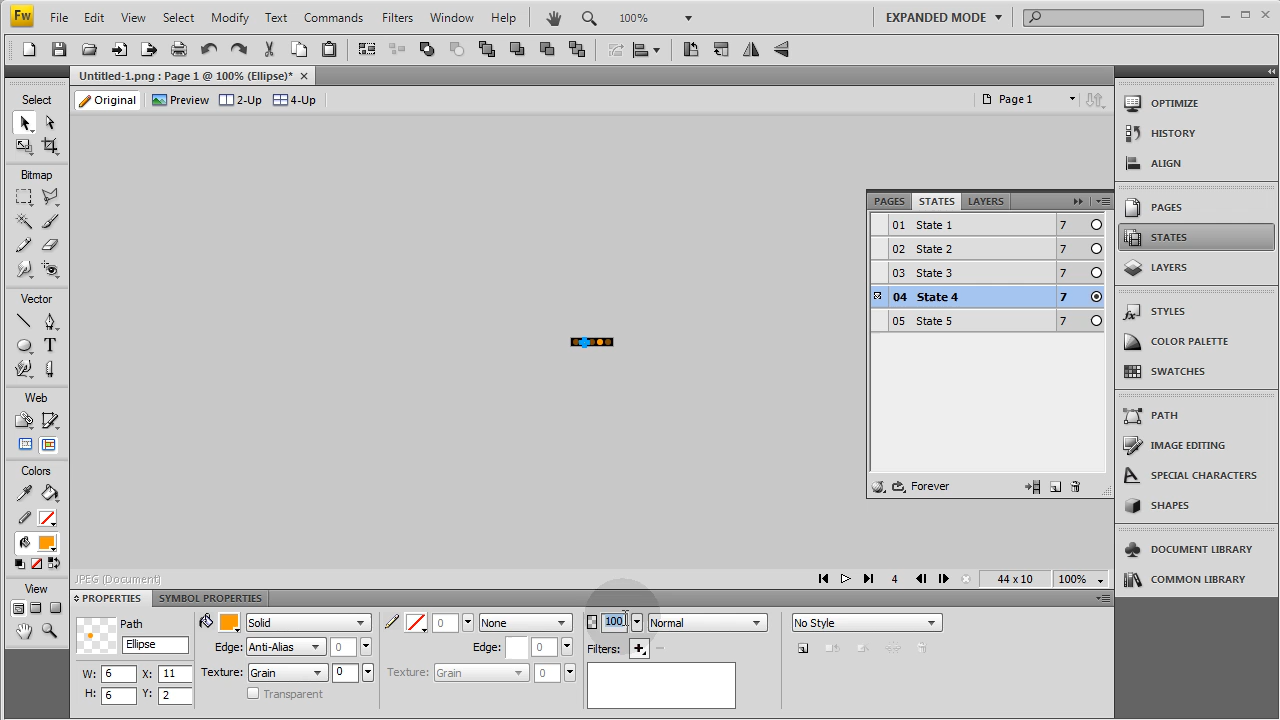 Fw File Edit View Select Modify Text Commands Filters Window Help 100% EXPANDED MODE
Untitled-1.png : Page 1 @ 100% (Ellipse)*
Original Preview 2-Up 4-Up Page 1
Select
Bitmap
Vector
T
Web
Colors
View
OPTIMIZE
HISTORY
ALIGN
PAGES
STATES
LAYERS
STYLES
COLOR PALETTE
SWATCHES
PATH
IMAGE EDITING
SPECIAL CHARACTERS
SHAPES
DOCUMENT LIBRARY
COMMON LIBRARY
PAGES STATES LAYERS
01 State 1 7
02 State 2 7
03 State 3 7
04 State 4 7
05 State 5 7
Forever
JPEG (Document) 4 44 x 10 100%
PROPERTIES SYMBOL PROPERTIES
Path
Ellipse
W: 6 X: 11
H: 6 Y: 2
Solid
Edge: Anti-Alias 0
Texture: Grain 0
Transparent
0 None
Edge: 0
Texture: Grain 0
100 Normal
Filters:
No Style